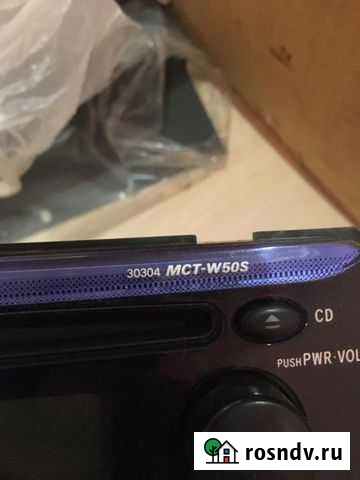 30304 MCT-W50S
CD
PUSH PWR-VOL
rosndv.ru